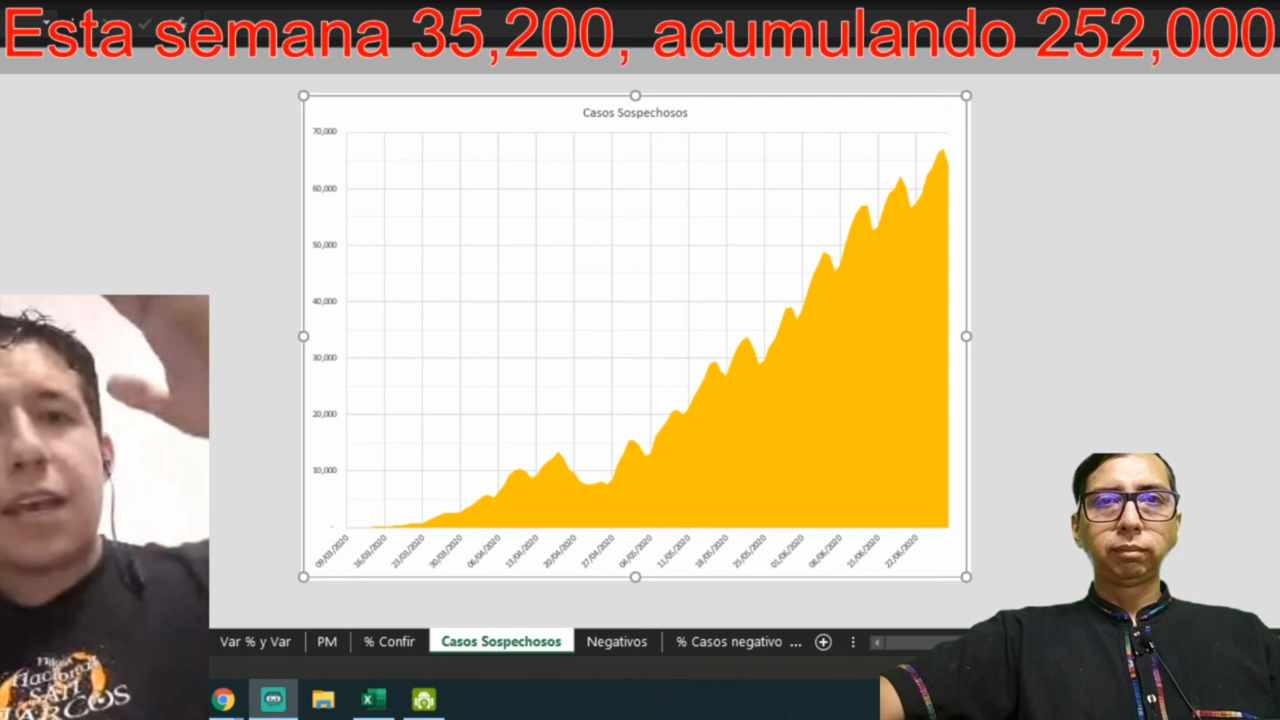 Esta semana 35,200, acumulando 252,000
Casos Sospechosos
70,000
60,000
50,000
40,000
30,000
20,000
10,000
-
09/03/2020
16/03/2020
23/03/2020
30/03/2020
06/04/2020
13/04/2020
20/04/2020
27/04/2020
04/05/2020
11/05/2020
18/05/2020
25/05/2020
01/06/2020
08/06/2020
15/06/2020
22/06/2020
Nacional
SAN
MARCOS
Var % y Var
PM
% Confir
Casos Sospechosos
Negativos
% Casos negativo ...